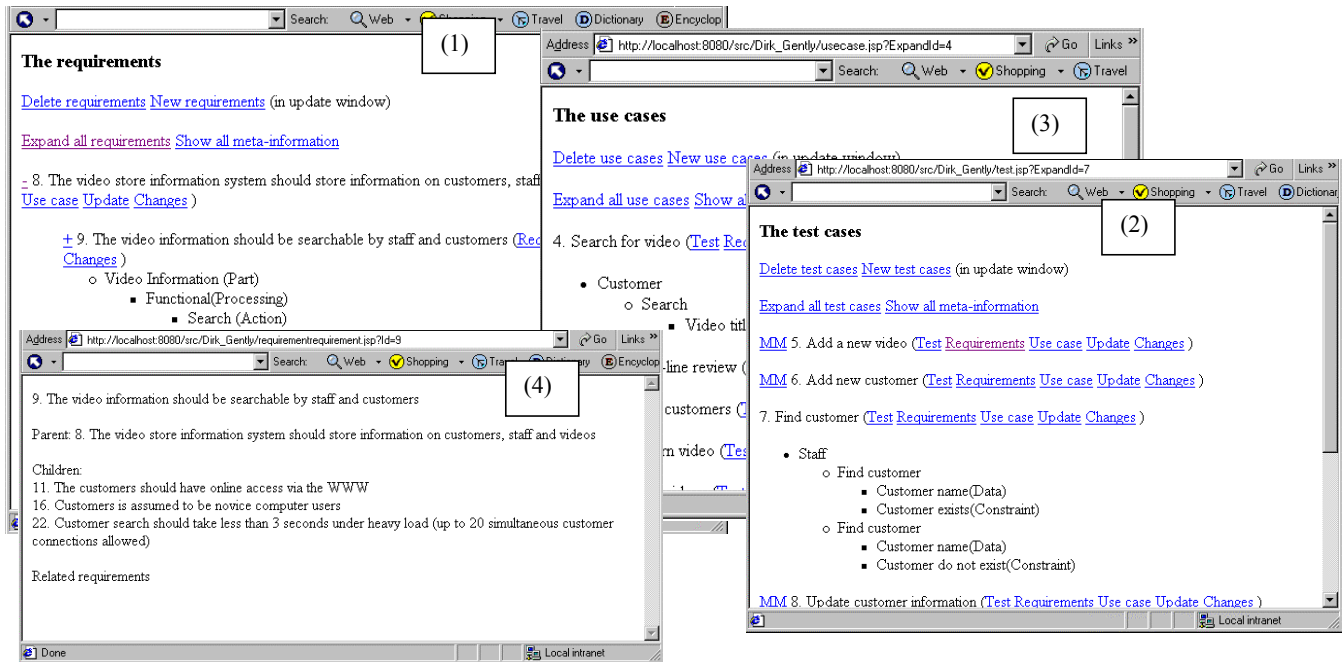 Search: Web Shopping Travel Dictionary Encyclop
(1)
The requirements
Delete requirements New requirements (in update window)
Expand all requirements Show all meta-information
- 8. The video store information system should store information on customers, staff
Use case Update Changes )
+ 9. The video information should be searchable by staff and customers (Req
Changes )
Video Information (Part)
Functional(Processing)
Search (Action)
Address http://localhost:8080/src/Dirk_Gently/usecase.jsp?ExpandId=4 Go Links »
Search: Web Shopping Travel
(3)
The use cases
Delete use cases New use cases (in update window)
Expand all use cases Show a
4. Search for video (Test Rec
Customer
Search
Video titl
-line review (
customers (T
rn video (Tes
Address http://localhost:8080/src/Dirk_Gently/test.jsp?ExpandId=7 Go Links »
Search: Web Shopping Travel Dictionar
(2)
The test cases
Delete test cases New test cases (in update window)
Expand all test cases Show all meta-information
MM 5. Add a new video (Test Requirements Use case Update Changes )
MM 6. Add new customer (Test Requirements Use case Update Changes )
7. Find customer (Test Requirements Use case Update Changes )
Staff
Find customer
Customer name(Data)
Customer exists(Constraint)
Find customer
Customer name(Data)
Customer do not exist(Constraint)
MM 8. Update customer information (Test Requirements Use case Update Changes )
Local intranet
Address http://localhost:8080/src/Dirk_Gently/requirementrequirement.jsp?Id=9 Go Links »
Search: Web Shopping Trav Dictionary Encyclop
(4)
9. The video information should be searchable by staff and customers
Parent: 8. The video store information system should store information on customers, staff and videos
Children:
11. The customers should have online access via the WWW
16. Customers is assumed to be novice computer users
22. Customer search should take less than 3 seconds under heavy load (up to 20 simultaneous customer
connections allowed)
Related requirements
Done Local intranet